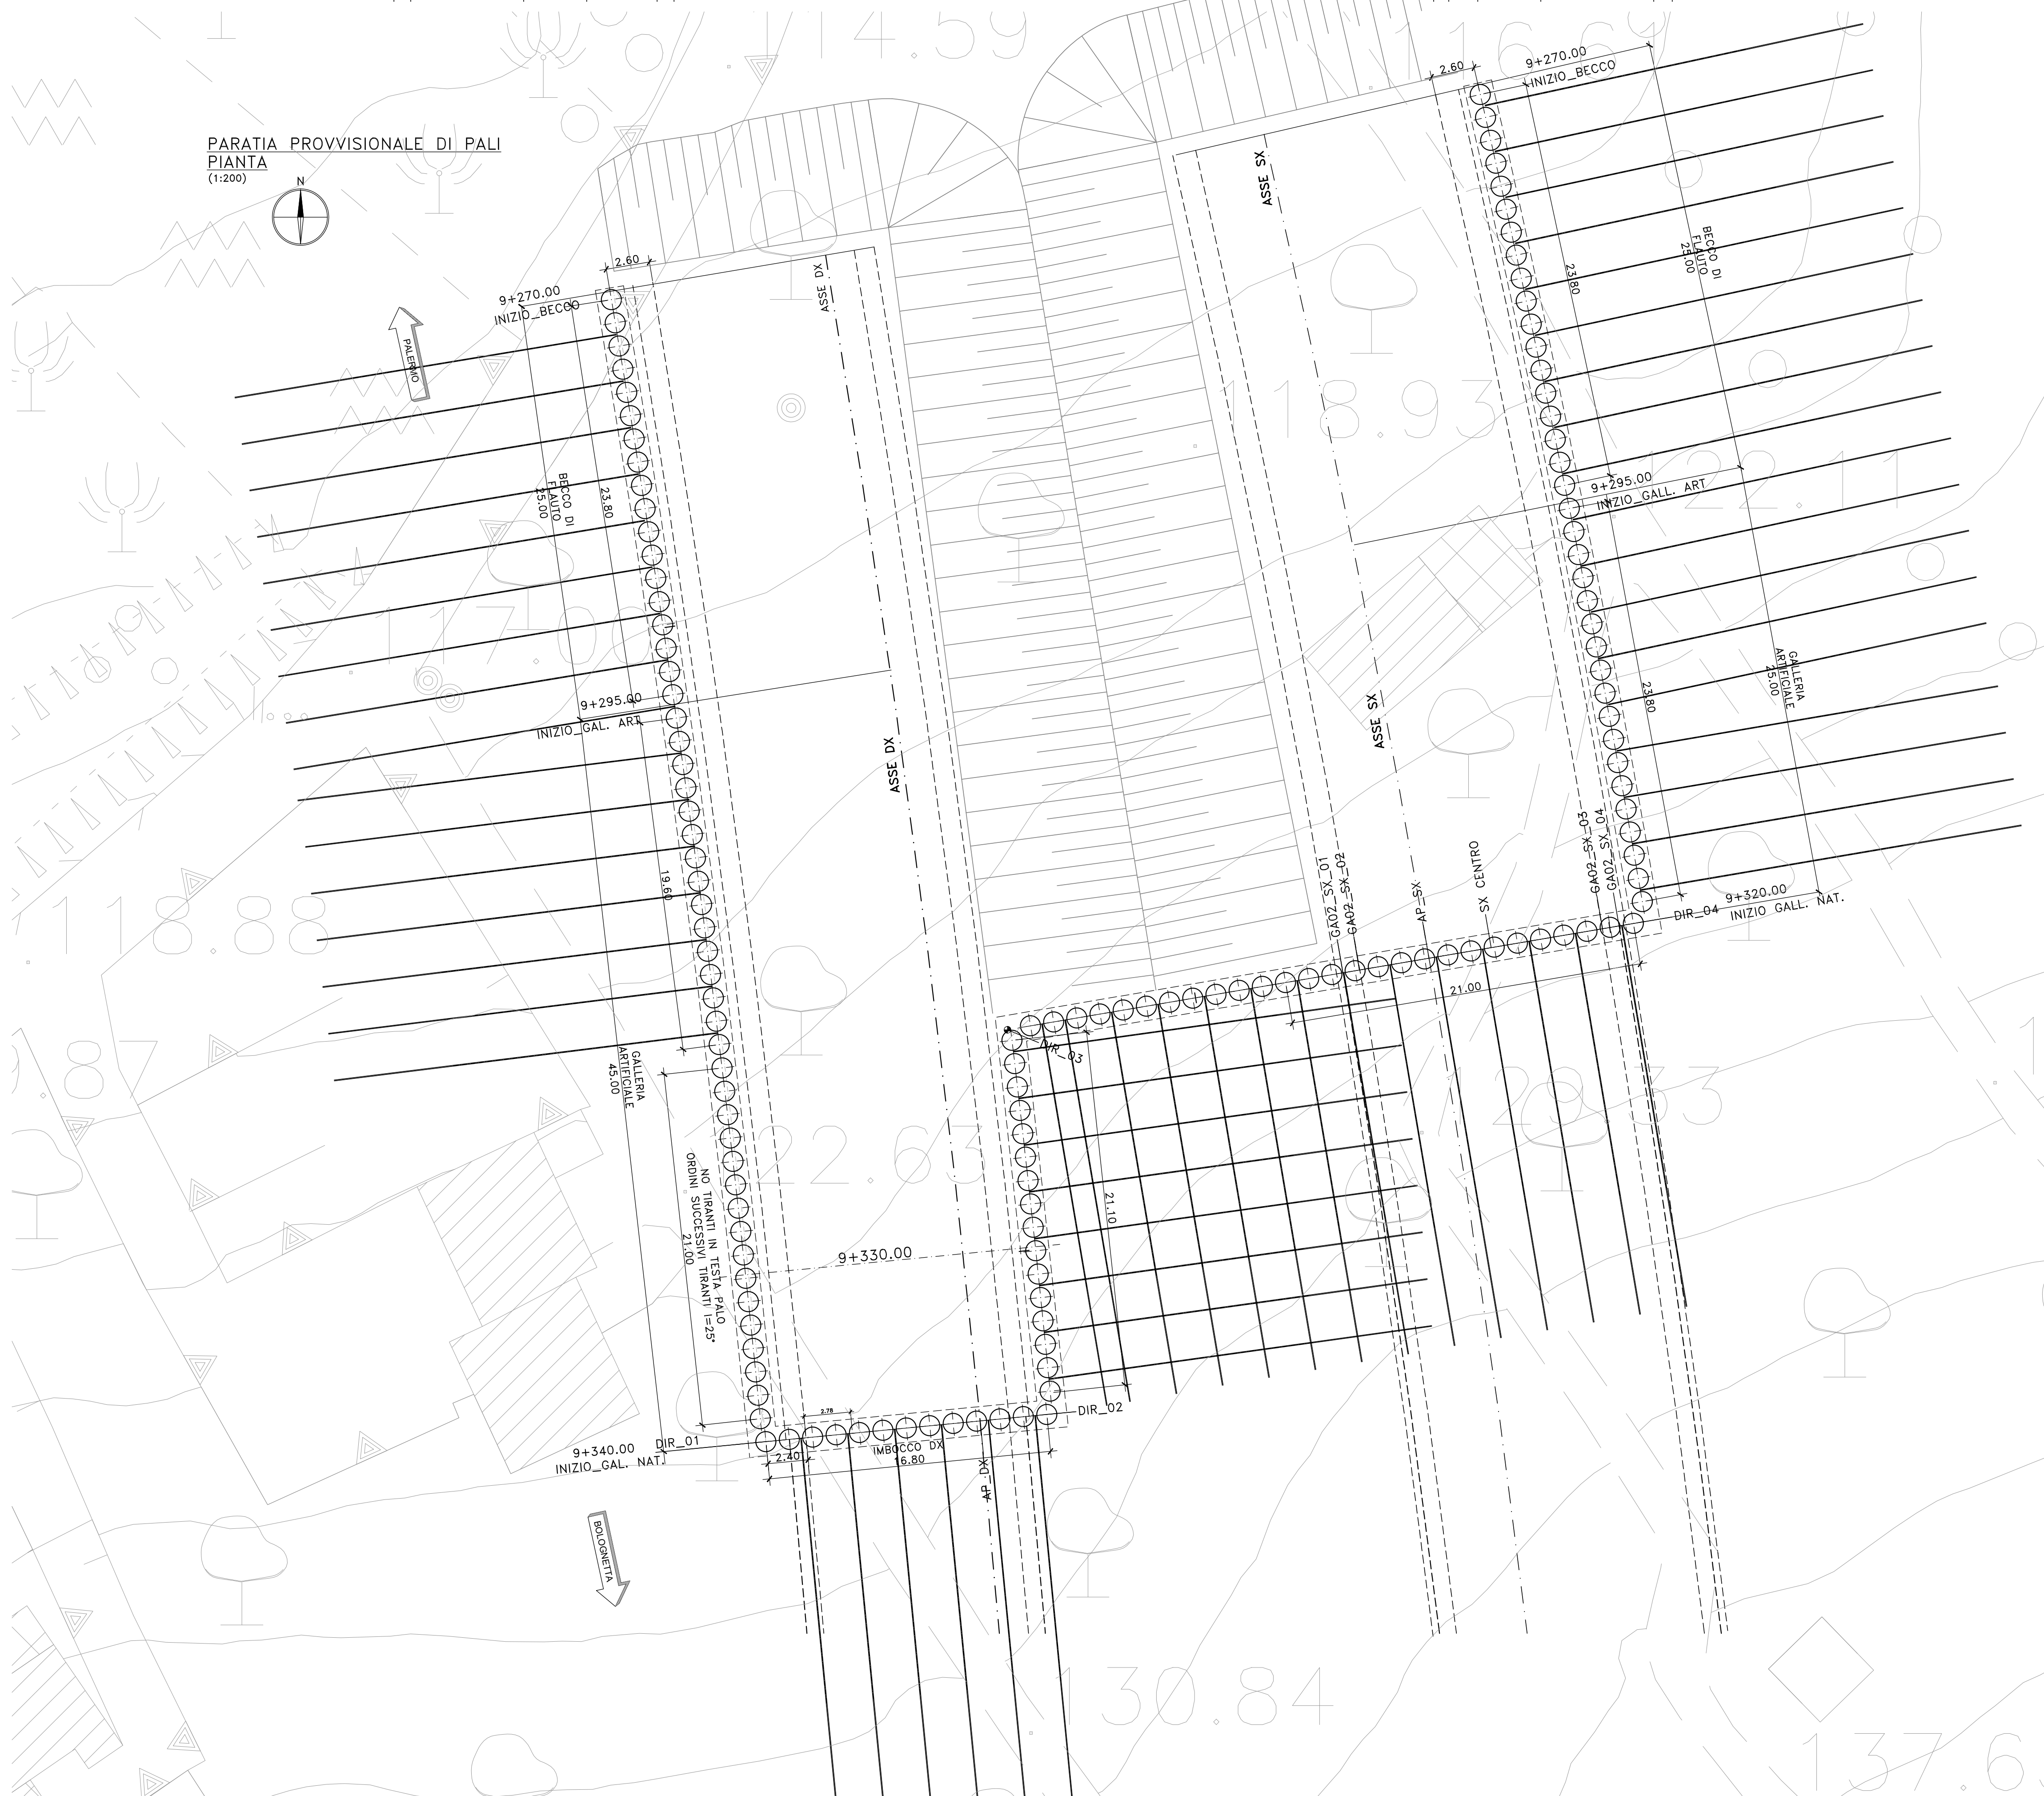 114.59
116.61
PARATIA PROVVISIONALE DI PALI
PIANTA
(1:200)
N
2.60
9+270.00
INIZIO_BECCO
ASSE SX
2.60
9+270.00
INIZIO_BECCO
ASSE DX
PALERMO
BECCO DI
FLAUTO
25.00
23.80
118.93
122.11
9+295.00
INIZIO_GALL. ART
BECCO DI
FLAUTO
25.00
23.80
117.00
9+295.00
INIZIO_GAL. ART.
ASSE DX
ASSE SX
23.80
GALLERIA
ARTIFICIALE
25.00
19.60
118.88
GA02_SX_01
GA02_SX_02
AP_SX
SX CENTRO
GA02_SX_03
GA02_SX_04
9+320.00
DIR_04
INIZIO GALL. NAT.
21.00
DIR_03
GALLERIA
ARTIFICIALE
45.00
122.63
129.33
21.10
NO TIRANTI IN TESTA PALO
ORDINI SUCCESSIVI TIRANTI I=25°
21.00
9+330.00
2.78
DIR_02
DIR_01
9+340.00
INIZIO_GAL. NAT.
IMBOCCO DX
2.40
16.80
AP_DX
BOLOGNETTA
130.84